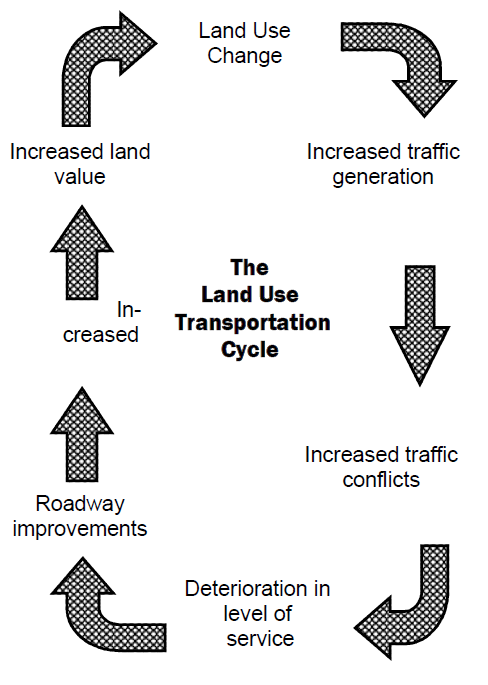 Land Use
Change
Increased traffic
generation
Increased traffic
conflicts
Deterioration in
level of
service
Roadway
improvements
In-
creased
Increased land
value
The
Land Use
Transportation
Cycle